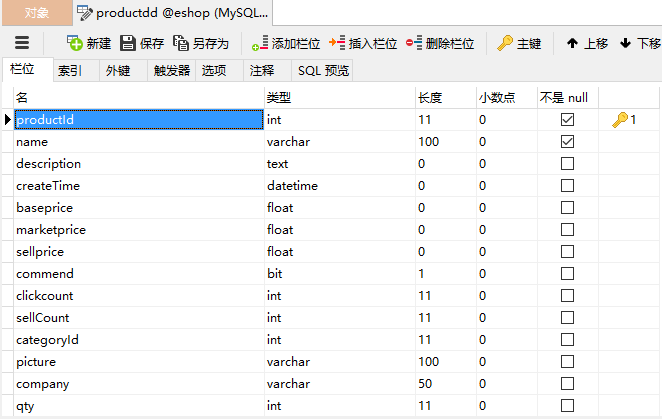 对象 productdd @eshop (MySQL...
新建 保存 另存为 添加栏位 插入栏位 删除栏位 主键 上移 下移
栏位 索引 外键 触发器 选项 注释 SQL 预览
名 类型 长度 小数点 不是 null
productId int 11 0 1
name varchar 100 0
description text 0 0
createTime datetime 0 0
baseprice float 0 0
marketprice float 0 0
sellprice float 0 0
commend bit 1 0
clickcount int 11 0
sellCount int 11 0
categoryId int 11 0
picture varchar 100 0
company varchar 50 0
qty int 11 0